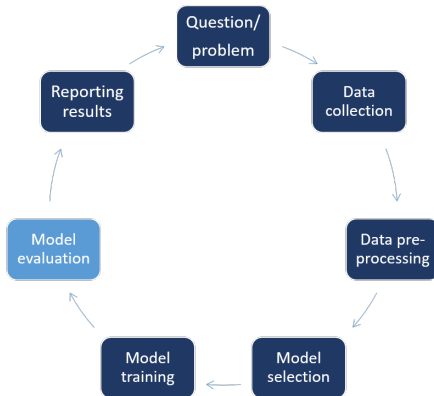 Question/
problem
Data
collection
Data pre-
processing
Model
selection
Model
training
Model
evaluation
Reporting
results